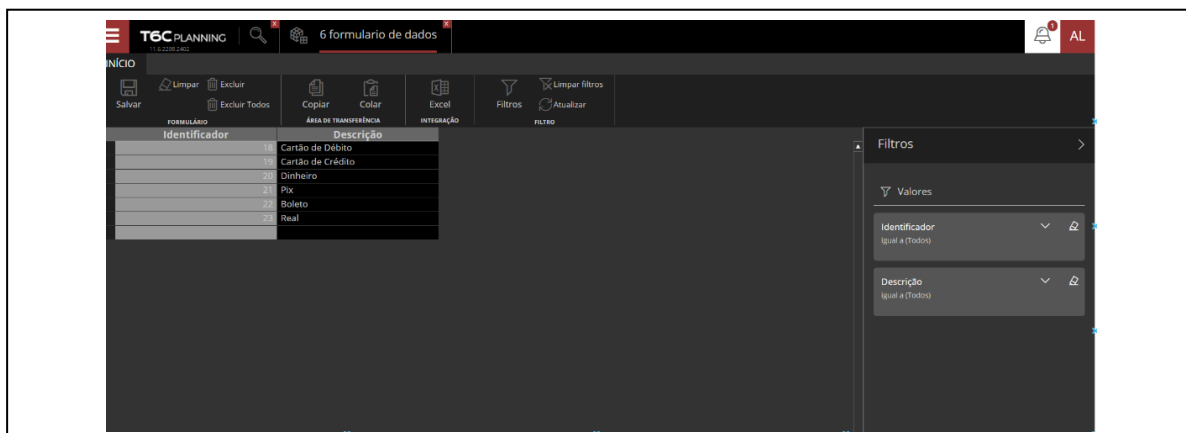 T6C PLANNING
11.6.2208.2402
6 formulario de dados
1
AL
INÍCIO
Salvar
Limpar
Excluir
Excluir Todos
FORMULÁRIO
Copiar
Colar
ÁREA DE TRANSFERÊNCIA
Excel
INTEGRAÇÃO
Filtros
Limpar filtros
Atualizar
FILTRO
Identificador Descrição
18 Cartão de Débito
19 Cartão de Crédito
20 Dinheiro
21 Pix
22 Boleto
23 Real
Filtros
Valores
Identificador
Igual a (Todos)
Descrição
Igual a (Todos)